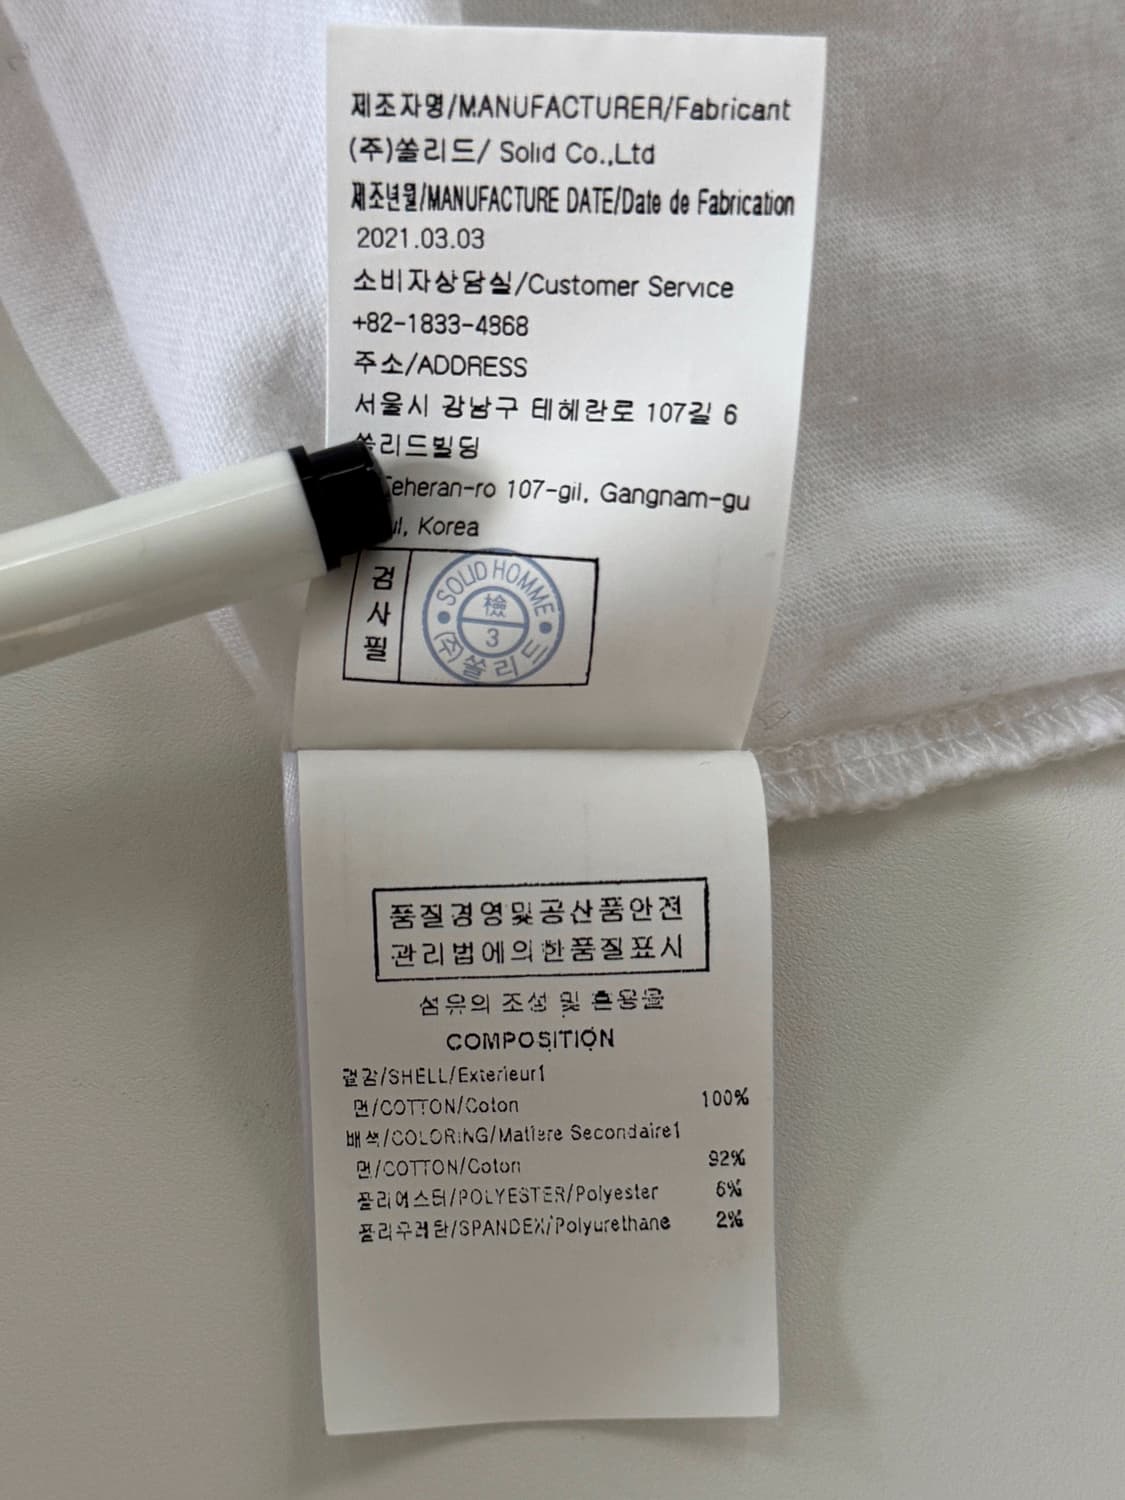 제조자명/MANUFACTURER/Fabricant
(주)쏠리드/ Solid Co.,Ltd
제조년월/MANUFACTURE DATE/Date de Fabrication
2021.03.03
소비자상담실/Customer Service
+82-1833-4968
주소/ADDRESS
서울시 강남구 테헤란로 107길 6
쏠리드빌딩
Teheran-ro 107-gil, Gangnam-gu
Korea
검사필
SOLID HOMME
檢
3
(주)쏠리드
품질경영및공산품안전
관리법에의한품질표시
섬유의 조성 및 혼용율
COMPOSITION
겉감/SHELL/Exterieur1
면/COTTON/Coton 100%
배색/COLORING/Matiere Secondaire1
면/COTTON/Coton 92%
폴리에스터/POLYESTER/Polyester 6%
폴리우레탄/SPANDEX/Polyurethane 2%